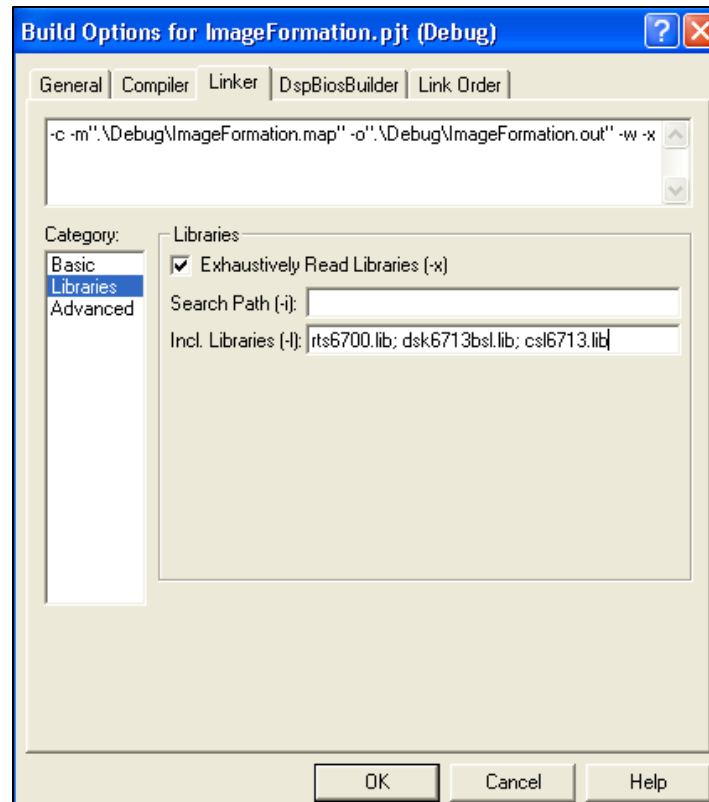 Build Options for ImageFormation.pjt (Debug)
General Compiler Linker DspBiosBuilder Link Order
-c -m".\Debug\ImageFormation.map" -o".\Debug\ImageFormation.out" -w -x
Category:
Basic
Libraries
Advanced
Libraries
Exhaustively Read Libraries (-x)
Search Path (-i):
Incl. Libraries (-l): rts6700.lib; dsk6713bsl.lib; csl6713.lib
OK Cancel Help